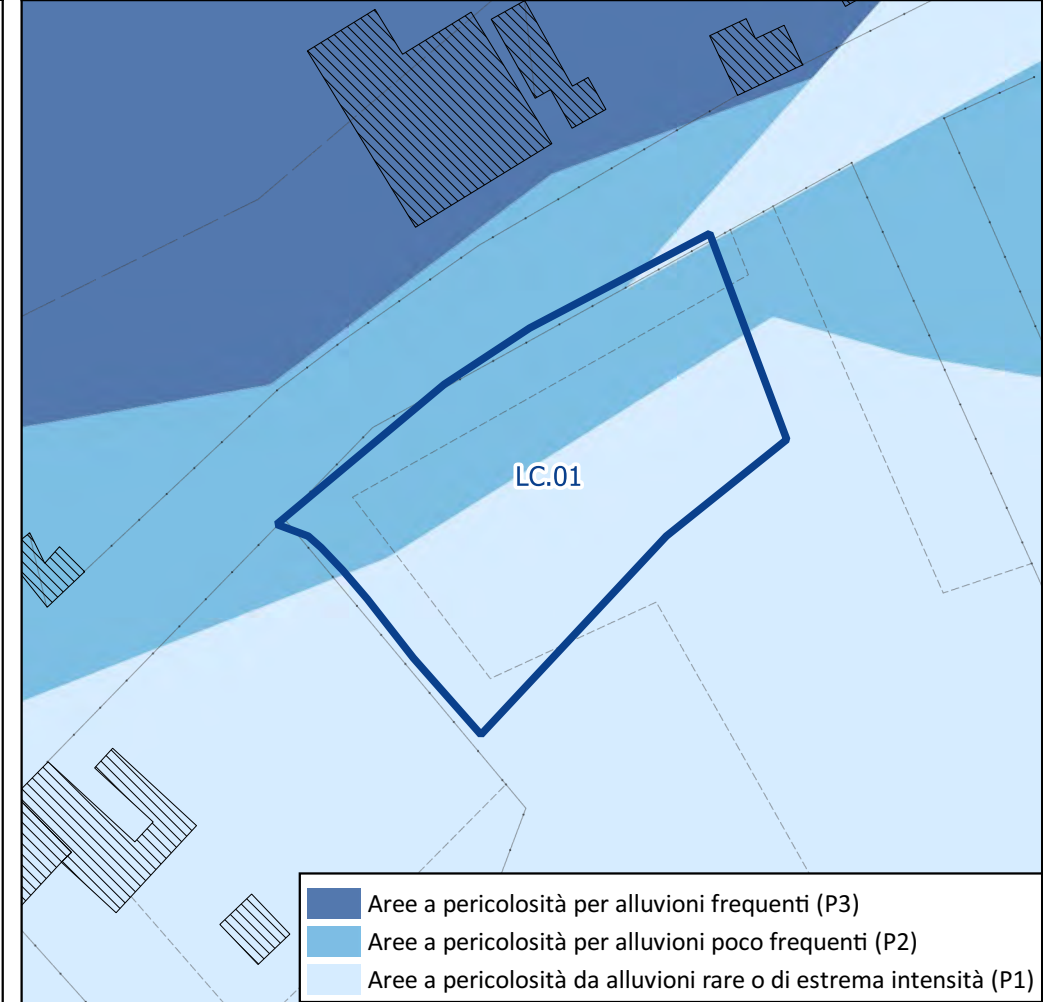 LC.01
Aree a pericolosità per alluvioni frequenti (P3)
Aree a pericolosità per alluvioni poco frequenti (P2)
Aree a pericolosità da alluvioni rare o di estrema intensità (P1)